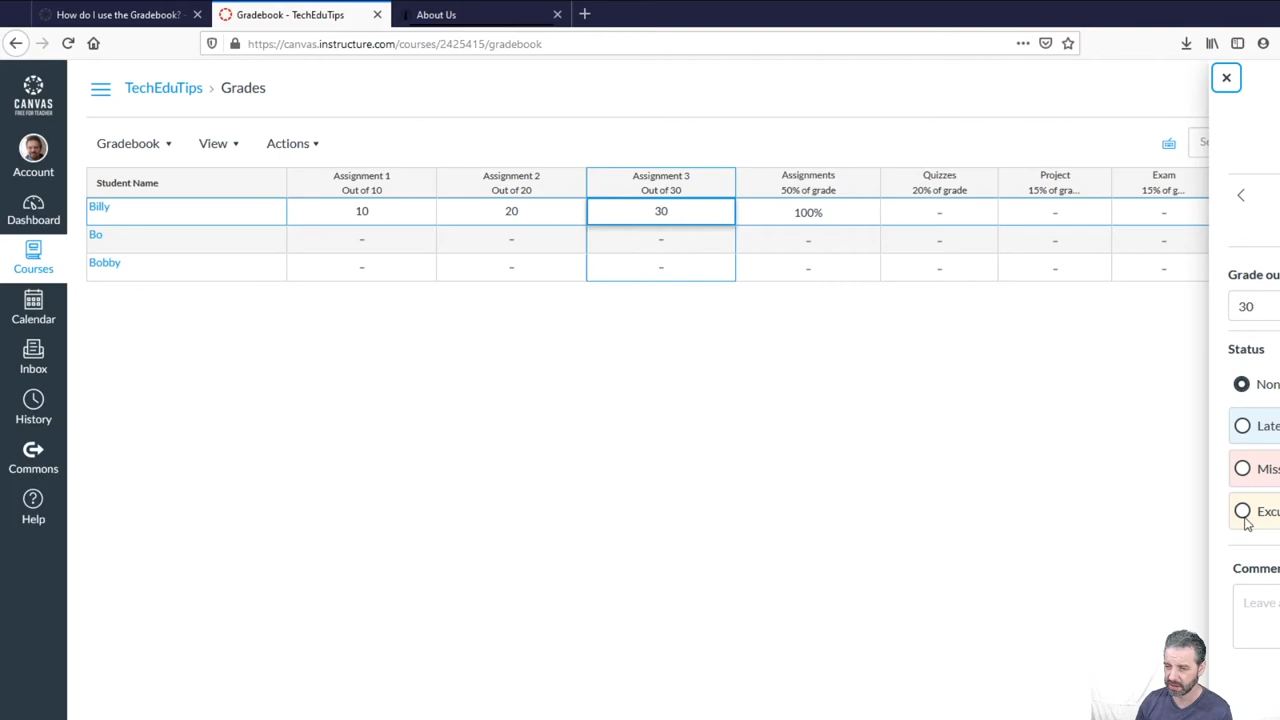 How do I use the Gradebook? -
Gradebook - TechEduTips
About Us
https://canvas.instructure.com/courses/2425415/gradebook
CANVAS
FREE FOR TEACHER
Account
Dashboard
Courses
Calendar
Inbox
History
Commons
Help
TechEduTips > Grades
Gradebook View Actions
Se
Student Name
Assignment 1
Out of 10
Assignment 2
Out of 20
Assignment 3
Out of 30
Assignments
50% of grade
Quizzes
20% of grade
Project
15% of gra...
Exam
15% of g...
Billy 10 20 30 100% - - -
Bo - - - - - - -
Bobby - - - - - - -
Grade ou
30
Status
Non
Late
Miss
Excu
Commen
Leave a